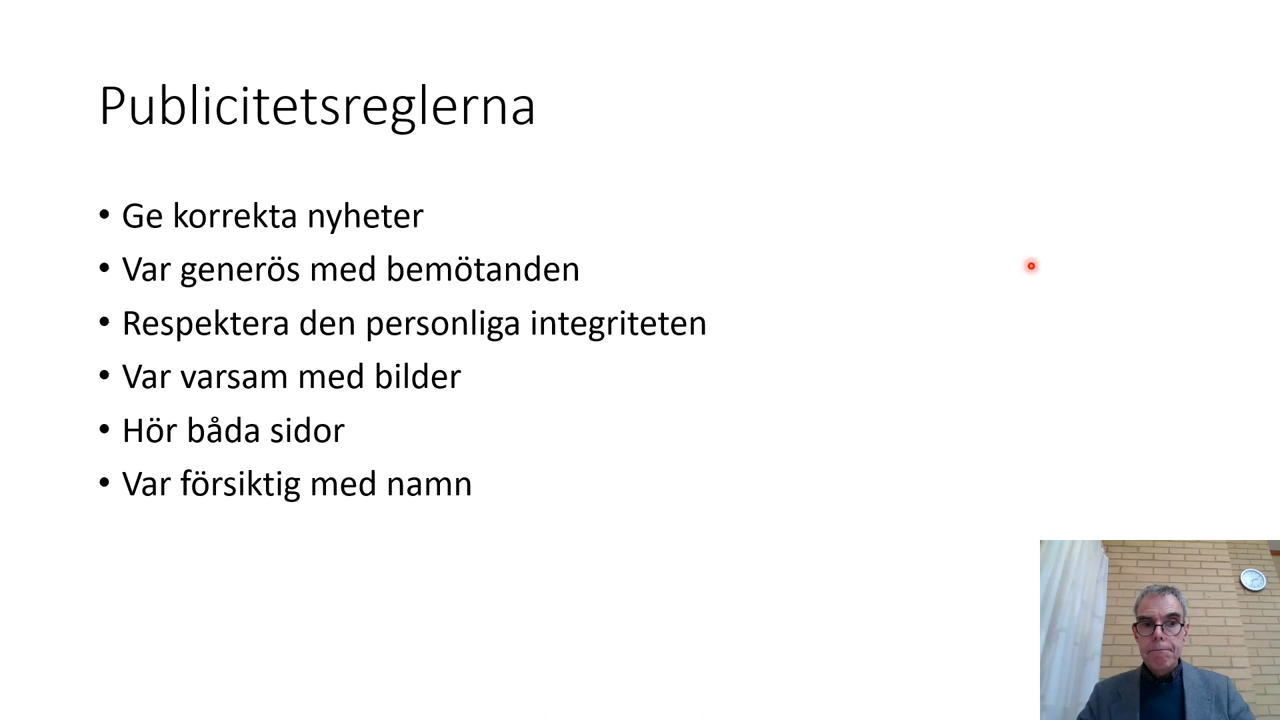 Publicitetsreglerna
• Ge korrekta nyheter
• Var generös med bemötanden
• Respektera den personliga integriteten
• Var varsam med bilder
• Hör båda sidor
• Var försiktig med namn